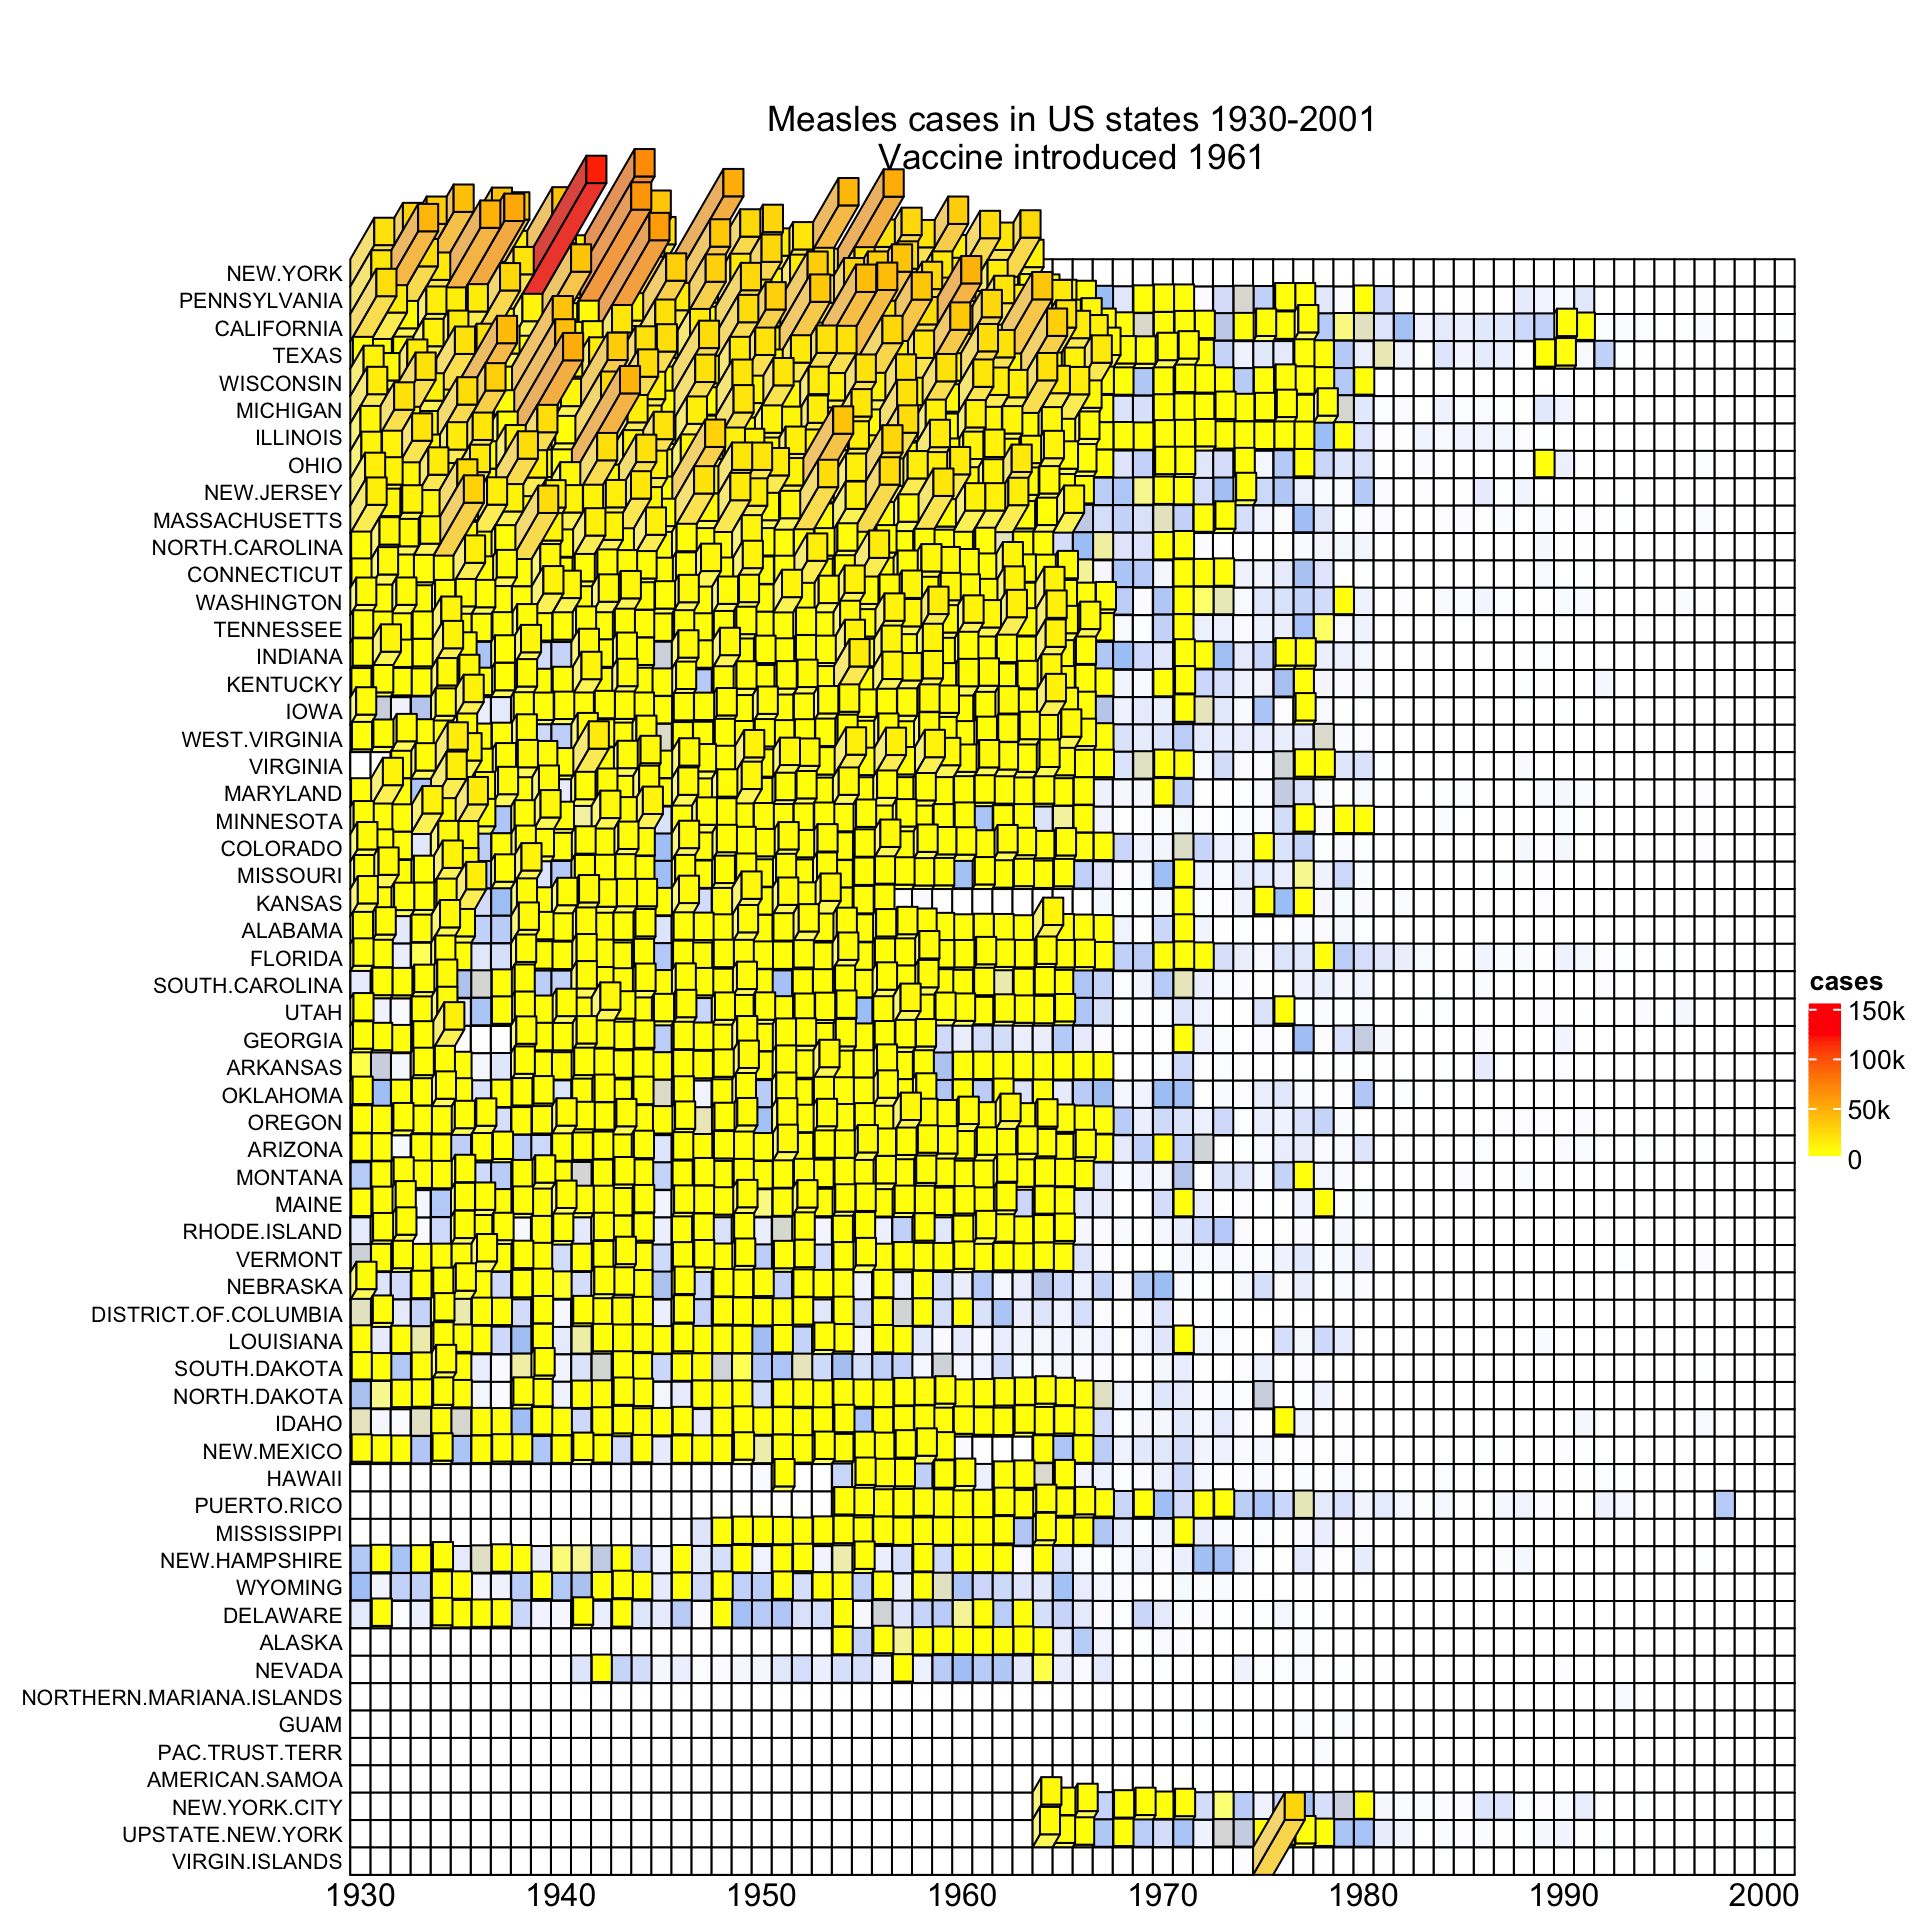 Measles cases in US states 1930-2001
Vaccine introduced 1961
NEW.YORK
PENNSYLVANIA
CALIFORNIA
TEXAS
WISCONSIN
MICHIGAN
ILLINOIS
OHIO
NEW.JERSEY
MASSACHUSETTS
NORTH.CAROLINA
CONNECTICUT
WASHINGTON
TENNESSEE
INDIANA
KENTUCKY
IOWA
WEST.VIRGINIA
VIRGINIA
MARYLAND
MINNESOTA
COLORADO
MISSOURI
KANSAS
ALABAMA
FLORIDA
SOUTH.CAROLINA
UTAH
GEORGIA
ARKANSAS
OKLAHOMA
OREGON
ARIZONA
MONTANA
MAINE
RHODE.ISLAND
VERMONT
NEBRASKA
DISTRICT.OF.COLUMBIA
LOUISIANA
SOUTH.DAKOTA
NORTH.DAKOTA
IDAHO
NEW.MEXICO
HAWAII
PUERTO.RICO
MISSISSIPPI
NEW.HAMPSHIRE
WYOMING
DELAWARE
ALASKA
NEVADA
NORTHERN.MARIANA.ISLANDS
GUAM
PAC.TRUST.TERR
AMERICAN.SAMOA
NEW.YORK.CITY
UPSTATE.NEW.YORK
VIRGIN.ISLANDS
1930 1940 1950 1960 1970 1980 1990 2000
cases
150k
100k
50k
0